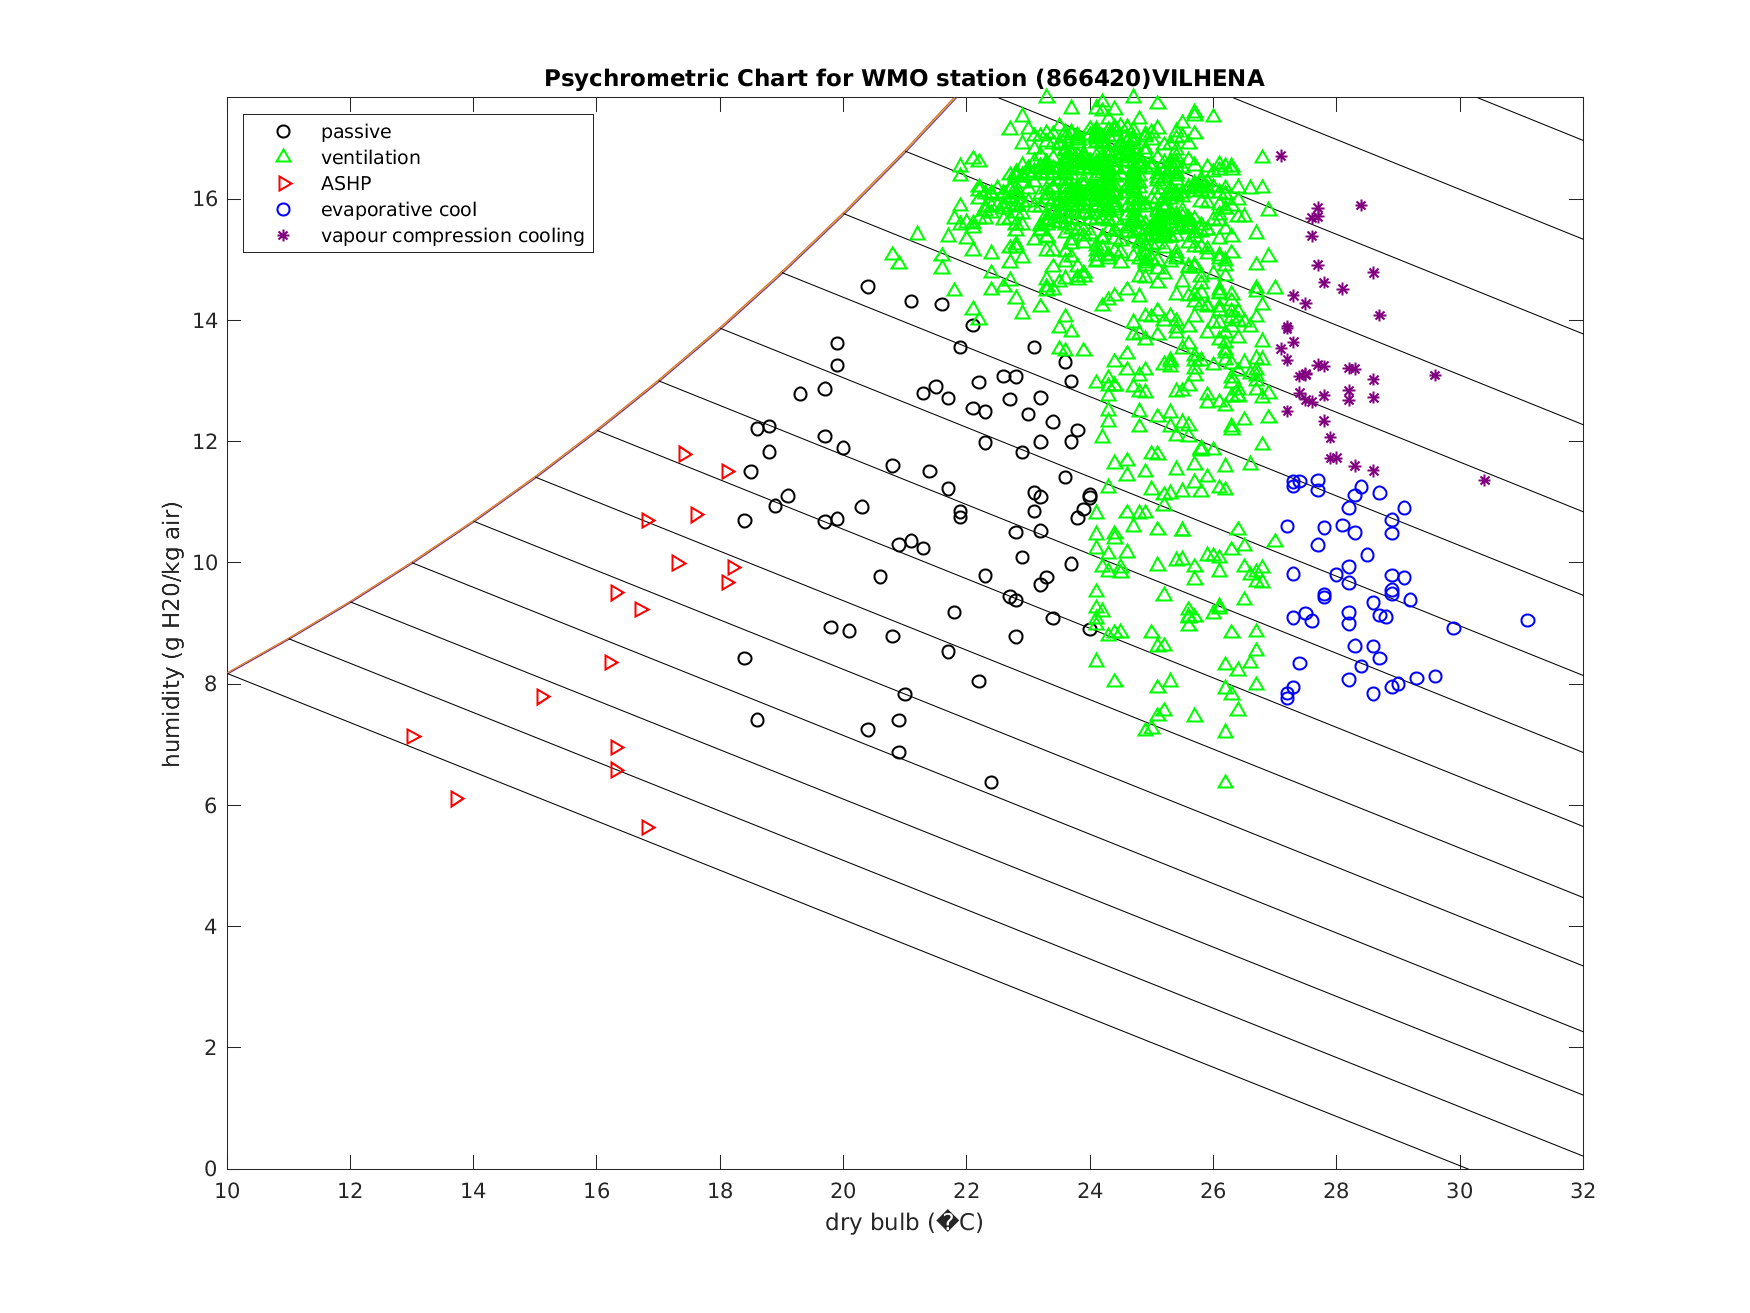 Psychrometric Chart for WMO station (866420)VILHENA
passive
ventilation
ASHP
evaporative cool
vapour compression cooling
humidity (g H20/kg air)
16
14
12
10
8
6
4
2
0
10 12 14 16 18 20 22 24 26 28 30 32
dry bulb (�C)